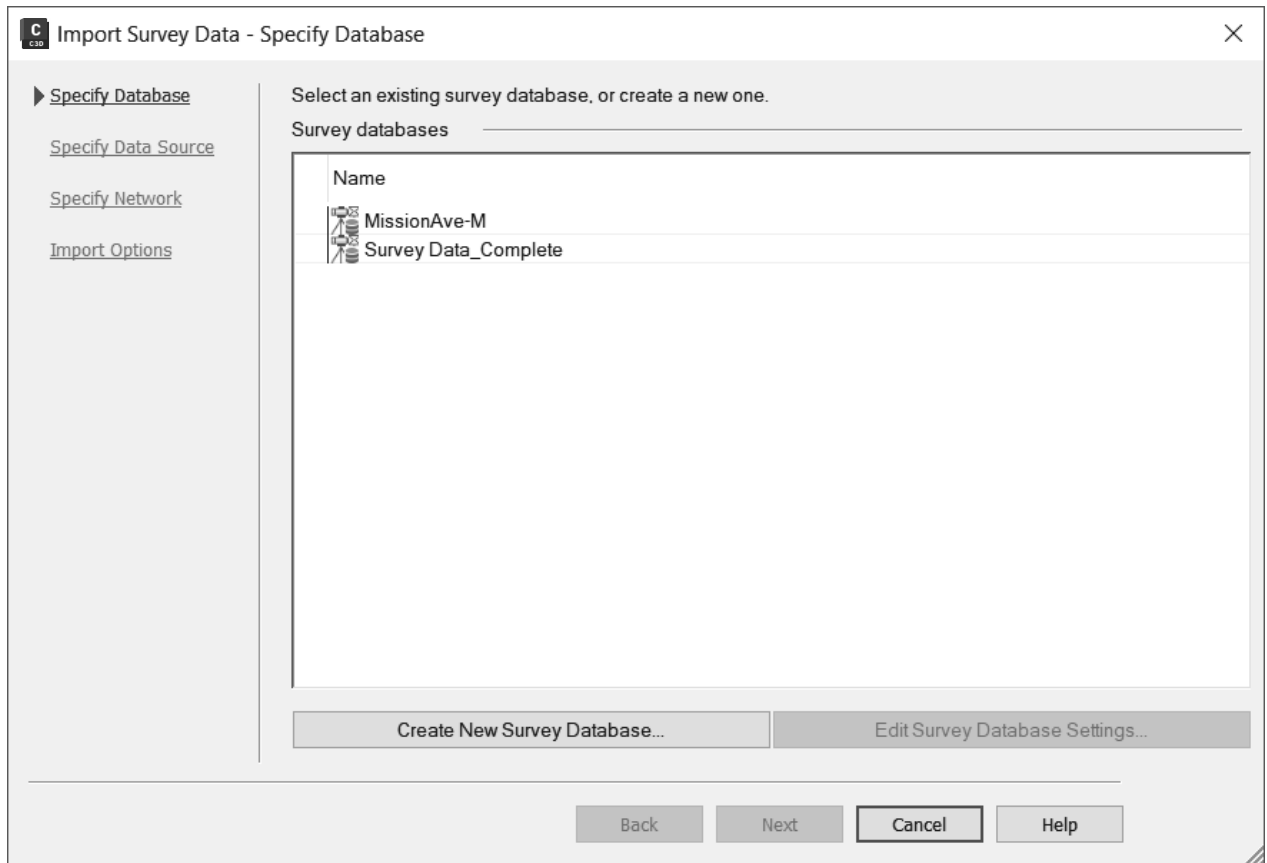 C
C3D
Import Survey Data - Specify Database
Specify Database
Specify Data Source
Specify Network
Import Options
Select an existing survey database, or create a new one.
Survey databases
Name
MissionAve-M
Survey Data_Complete
Create New Survey Database...
Edit Survey Database Settings...
Back
Next
Cancel
Help